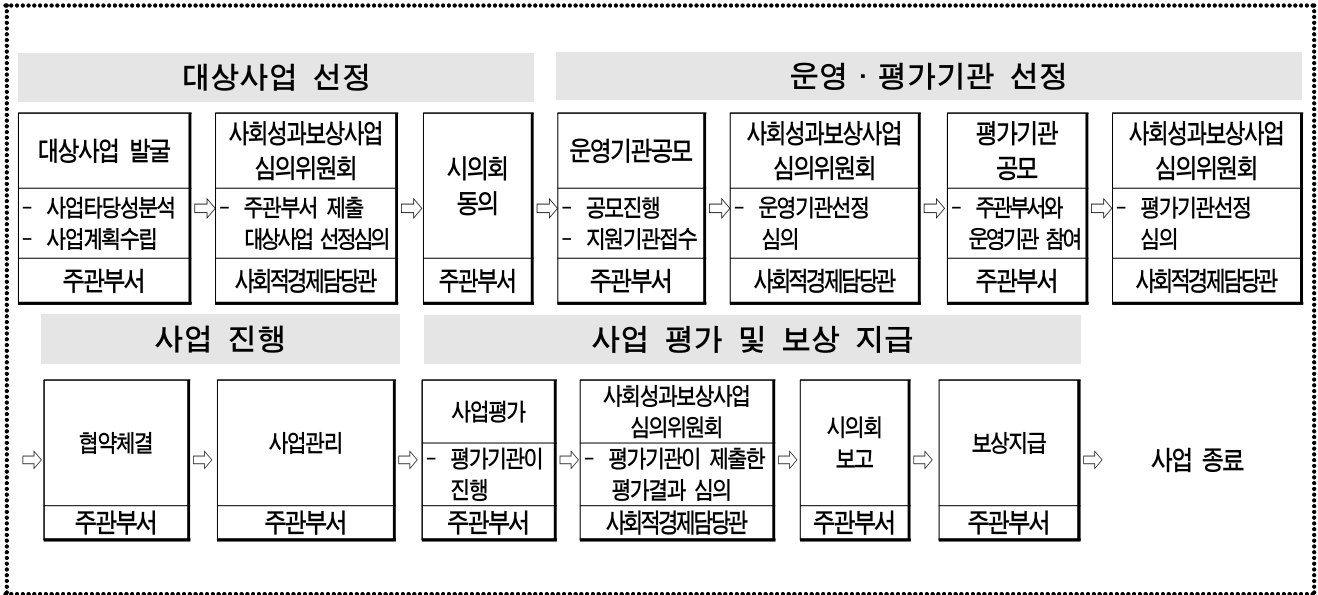 대상사업 선정
대상사업 발굴
- 사업타당성분석
- 사업계획수립
주관부서
사회성과보상사업
심의위원회
- 주관부서 제출
대상사업 선정심의
사회적경제담당관
시의회
동의
주관부서
운영 · 평가기관 선정
운영기관공모
- 공모진행
- 지원기관접수
주관부서
사회성과보상사업
심의위원회
- 운영기관선정
심의
사회적경제담당관
평가기관
공모
- 주관부서와
운영기관 참여
주관부서
사회성과보상사업
심의위원회
- 평가기관선정
심의
사회적경제담당관
사업 진행
협약체결
주관부서
사업관리
주관부서
사업 평가 및 보상 지급
사업평가
- 평가기관이
진행
주관부서
사회성과보상사업
심의위원회
- 평가기관이 제출한
평가결과 심의
사회적경제담당관
시의회
보고
주관부서
보상지급
주관부서
사업 종료